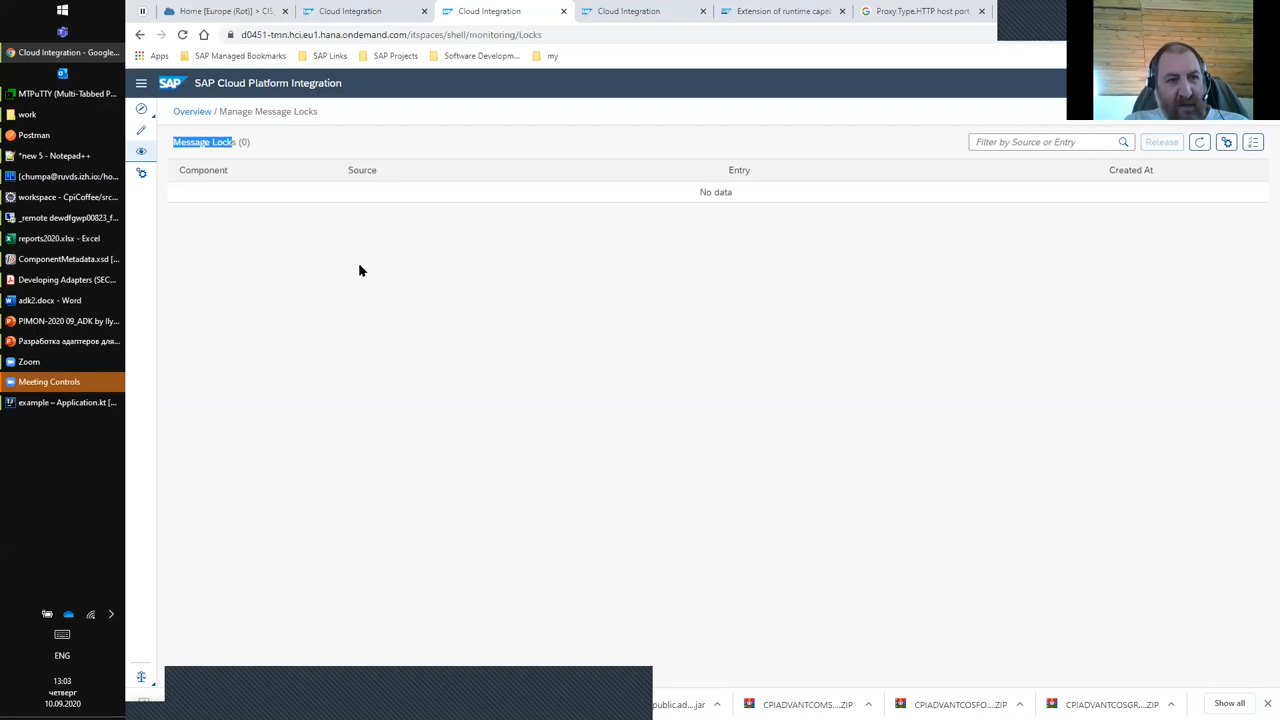 Cloud Integration - Google...
MTPuTTY (Multi-Tabbed P...
work
Postman
*new 5 - Notepad++
[chumpa@ruvds.izh.io:/ho...
workspace - CpiCoffee/src...
_remote dewdfgwp00823_f...
reports2020.xlsx - Excel
ComponentMetadata.xsd [...
Developing Adapters (SEC...
adk2.docx - Word
PIMON-2020 09_ADK by Ily...
Разработка адаптеров для...
Zoom
Meeting Controls
example – Application.kt [...
ENG
13:03
четверг
10.09.2020
Home [Europe (Rot)] > CIS_
Cloud Integration
Cloud Integration
Cloud Integration
Extension of runtime capa
Proxy.Type.HTTP host port
d0451-tmn.hci.eu1.hana.ondemand.com/itspaces/shell/monitoring/Locks
Apps
SAP Managed Bookmarks
SAP Links
SAP Projects
Software Developm...
my
SAP
SAP Cloud Platform Integration
Overview / Manage Message Locks
Message Locks (0)
Filter by Source or Entry
Release
Component
Source
Entry
Created At
No data
public.ad....jar
CPIADVANTCOMS....ZIP
CPIADVANTCOSFO....ZIP
CPIADVANTCOSGR....ZIP
Show all